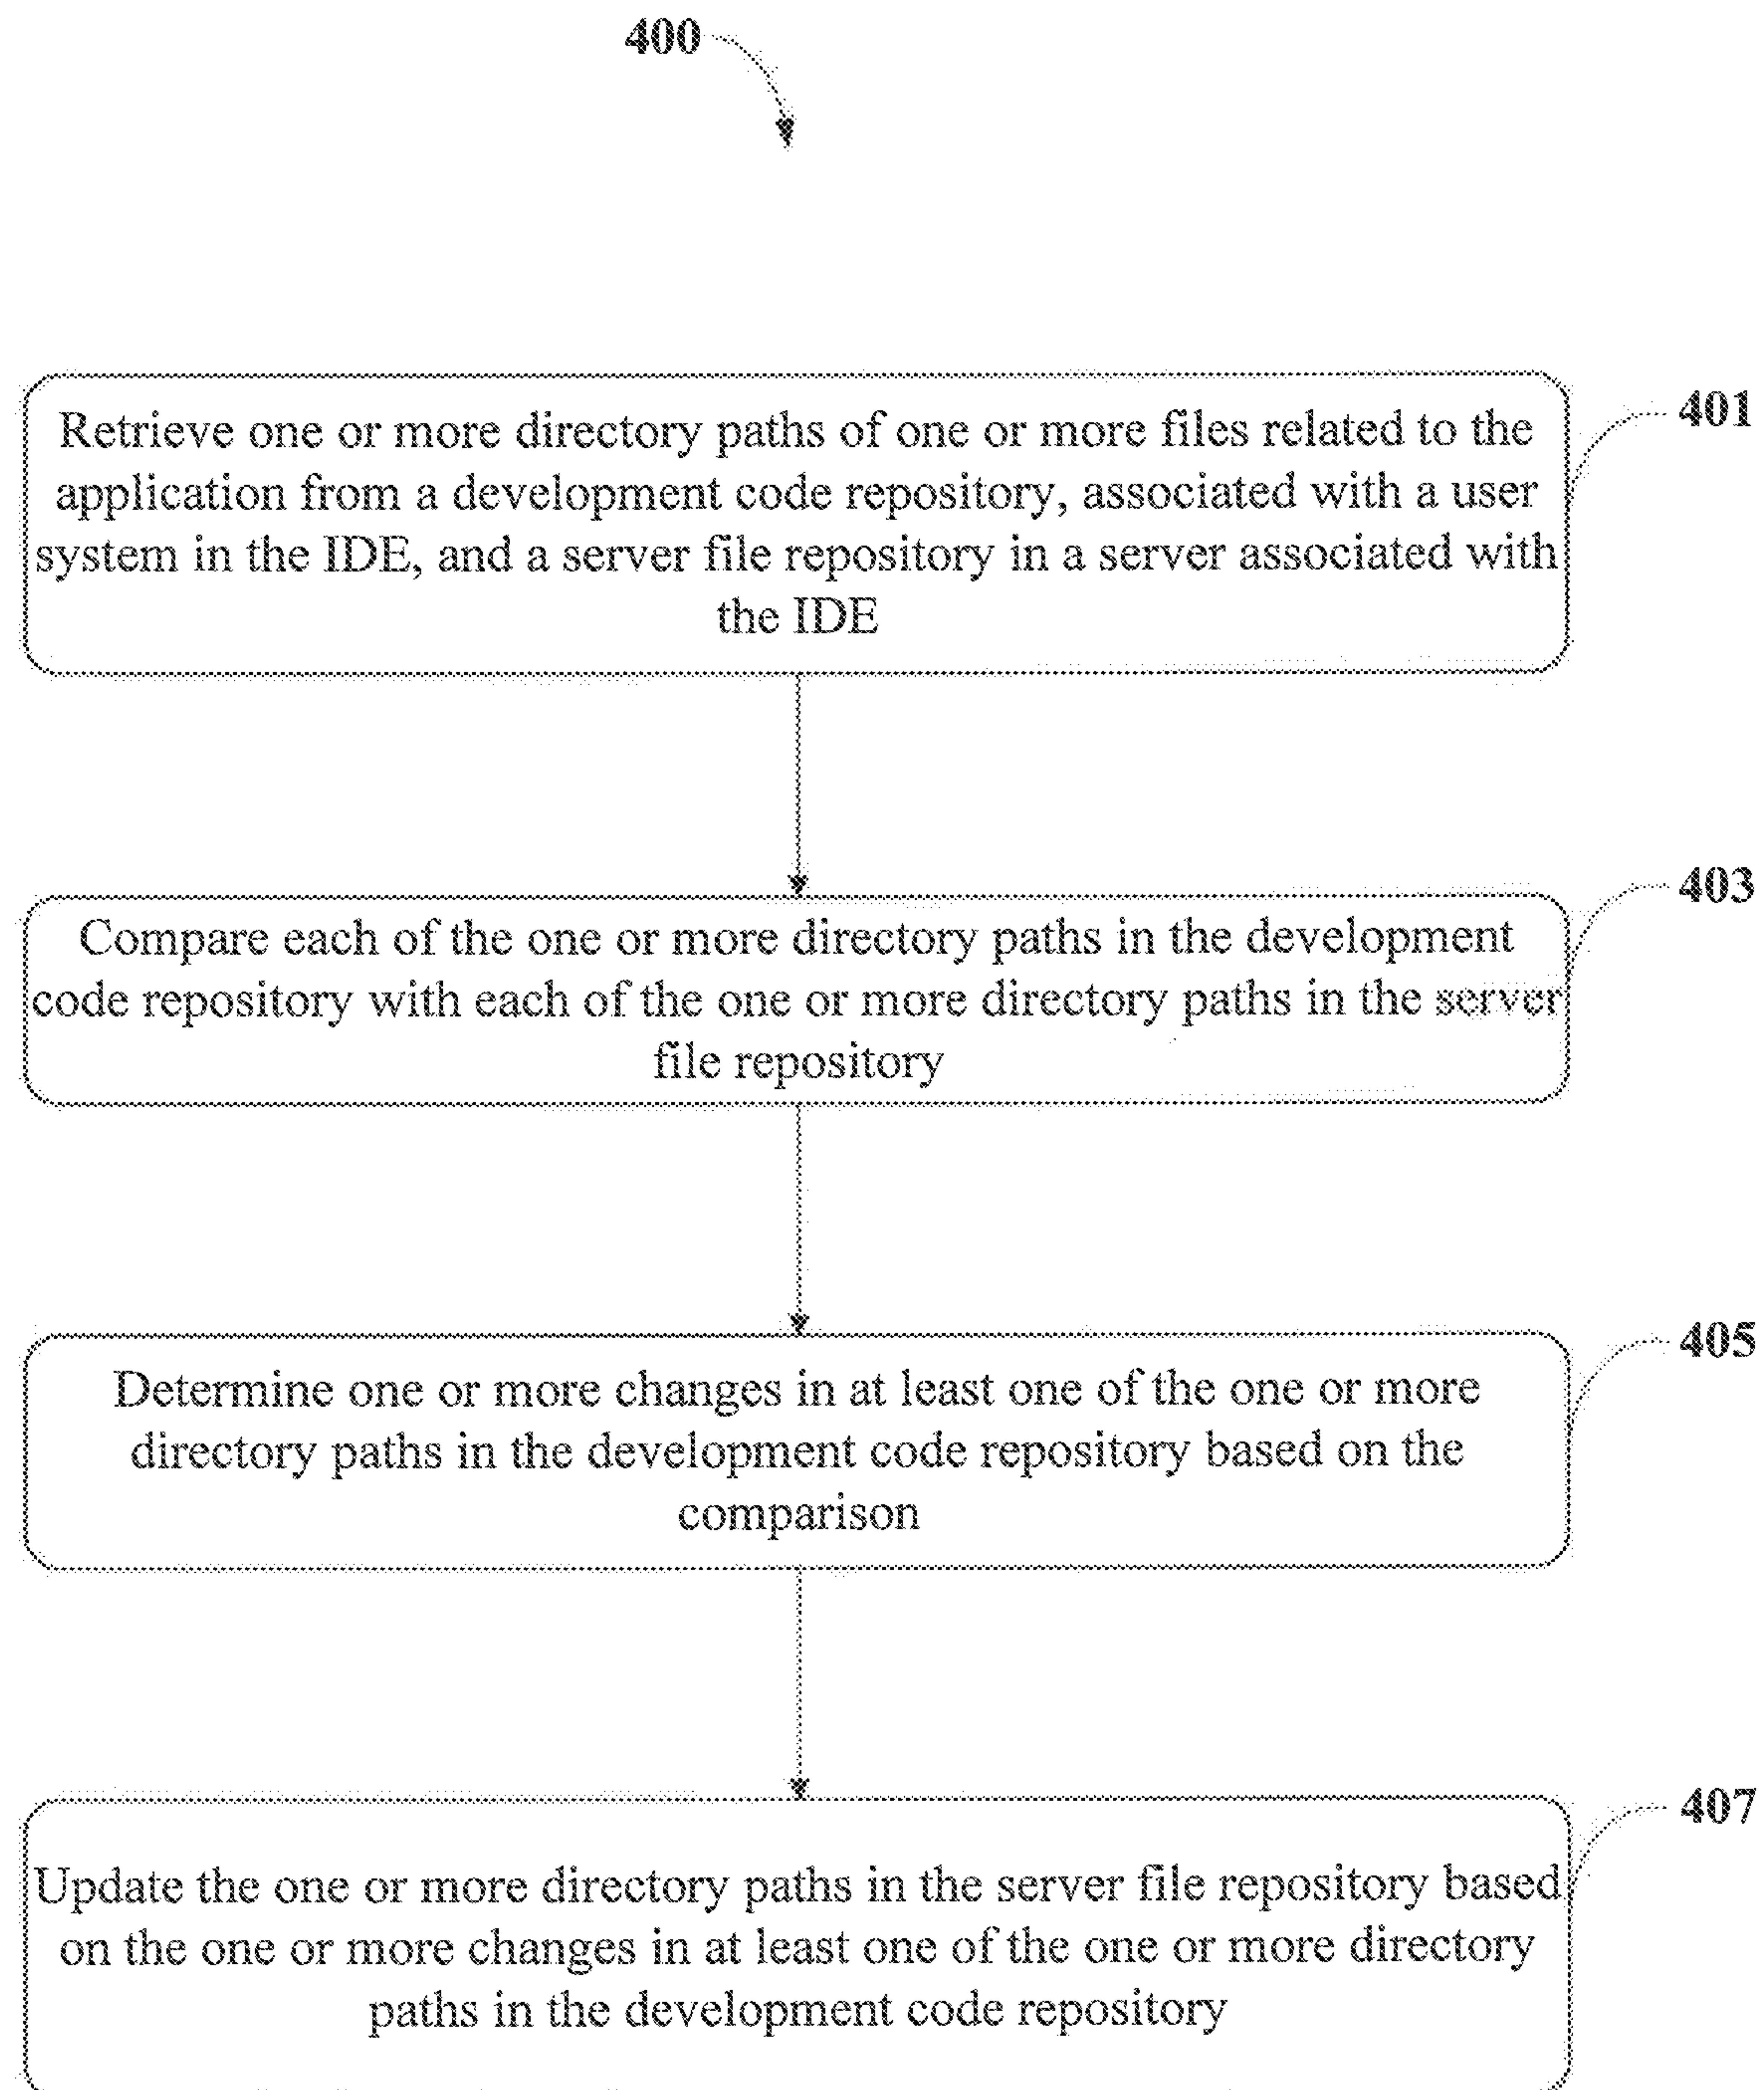 400
Retrieve one or more directory paths of one or more files related to the
401
application from a development code repository, associated with a user
system in the IDE, and a server file repository in a server associated with
the IDE
403
Compare each of the one or more directory paths in the development
code repository with each of the one or more directory paths in the server
file repository
405
Determine one or more changes in at least one of the one or more
directory paths in the development code repository based on the
comparison
407
Update the one or more directory paths in the server file repository based
on the one or more changes in at least one of the one or more directory
paths in the development code repository